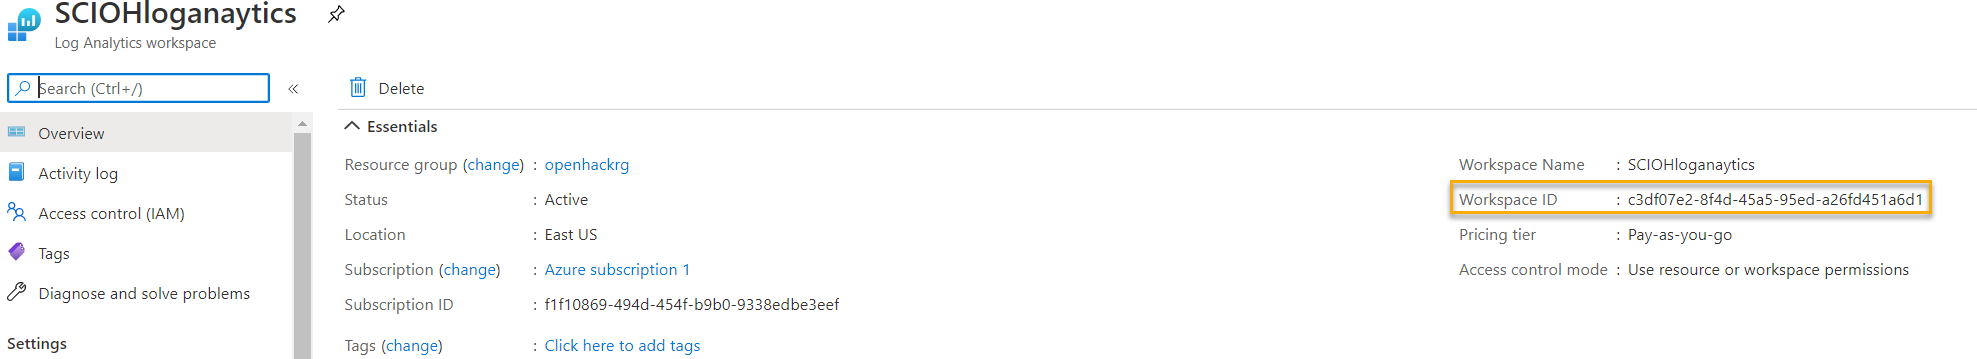 SCIOHloganaytics
Log Analytics workspace
Search (Ctrl+/)
«
Delete
Overview
Activity log
Access control (IAM)
Tags
Diagnose and solve problems
Settings
Essentials
Resource group (change) : openhackrg
Status : Active
Location : East US
Subscription (change) : Azure subscription 1
Subscription ID : f1f10869-494d-454f-b9b0-9338edbe3eef
Tags (change) : Click here to add tags
Workspace Name : SCIOHloganaytics
Workspace ID : c3df07e2-8f4d-45a5-95ed-a26fd451a6d1
Pricing tier : Pay-as-you-go
Access control mode : Use resource or workspace permissions